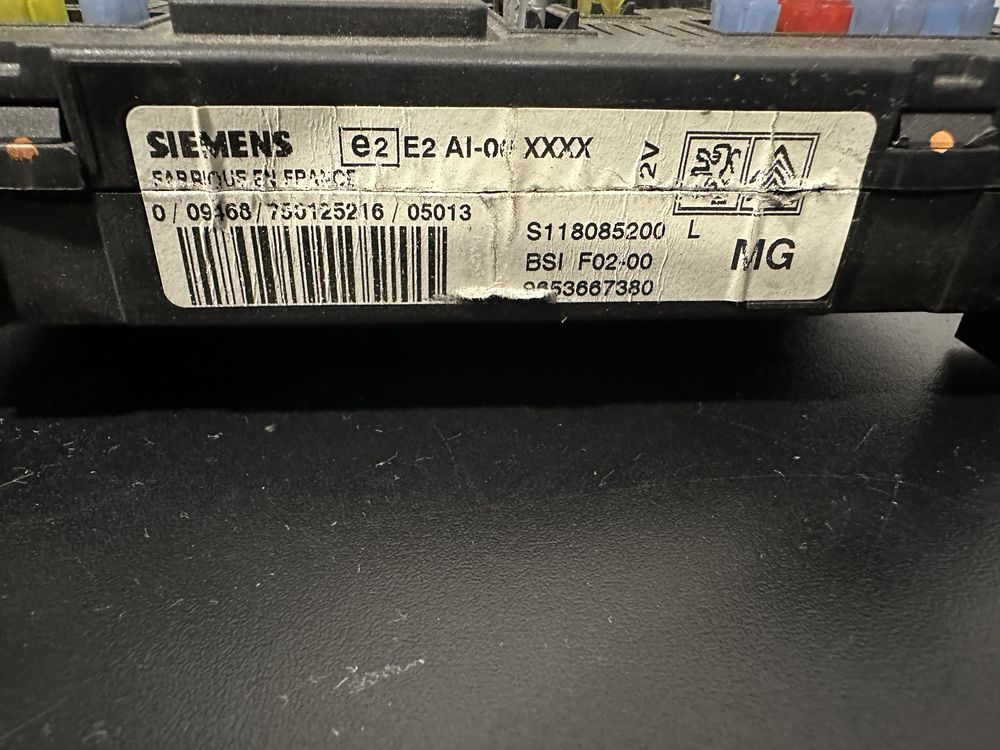 SIEMENS
e2 E2 AI-0 XXXX
2V
FABRIQUE EN FRANCE
0 / 09468 / 750125216 / 05013
S118085200 L
BSI F02-00
MG
9653667380